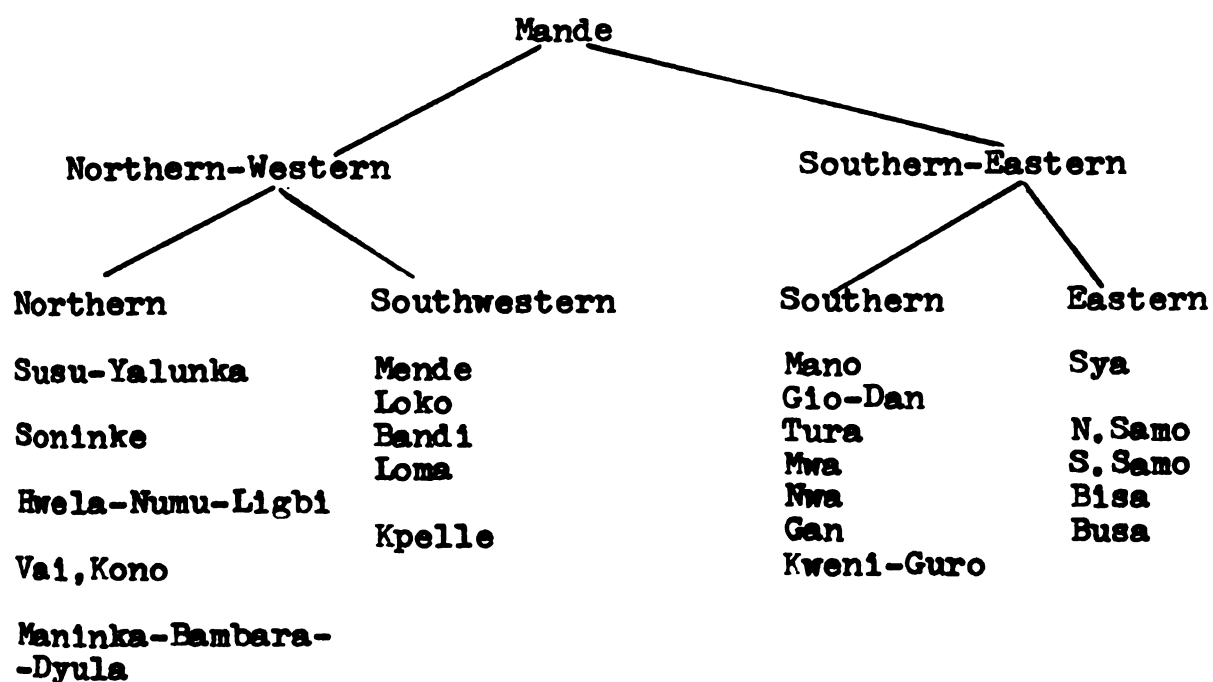 Mande
Northern-Western Southern-Eastern
Northern Southwestern Southern Eastern
Susu-Yalunka Mende Mano Sya
Loko Gio-Dan
Soninke Bandi Tura N.Samo
Loma Mwa S.Samo
Hwela-Numu-Ligbi Nwa Bisa
Kpelle Gan Busa
Vai,Kono Kweni-Guro
Maninka-Bambara-
-Dyula